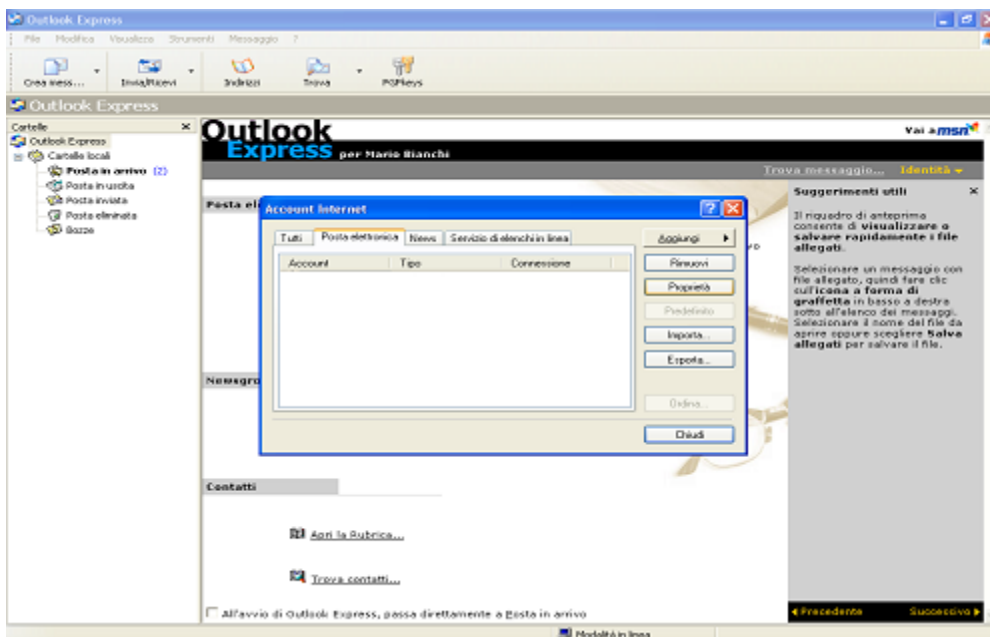 Outlook Express
File Modifica Visualizza Strumenti Messaggio ?
Crea mess... Invia/Ricevi Indirizzi Trova PGPkeys
Outlook Express
Cartelle
Outlook Express
Cartelle locali
Posta in arrivo (2)
Posta in uscita
Posta inviata
Posta eliminata
Bozze
Outlook
Express per Mario Bianchi
Vai a msn
Trova messaggio... Identità
Posta el
Account Internet
Tutti Posta elettronica News Servizio di elenchi in linea
Account Tipo Connessione
Aggiungi
Rimuovi
Proprietà
Predefinito
Importa...
Esporta...
Ordina...
Chiudi
Newsgro
Contatti
Apri la Rubrica...
Trova contatti...
All'avvio di Outlook Express, passa direttamente a Posta in arrivo
Suggerimenti utili
Il riquadro di anteprima
consente di visualizzare o
salvare rapidamente i file
allegati.
Selezionare un messaggio con
file allegato, quindi fare clic
sull'icona a forma di
graffetta in basso a destra
sotto all'elenco dei messaggi.
Selezionare il nome del file da
aprire oppure scegliere Salva
allegati per salvare il file.
Precedente Successivo
Modalità in linea